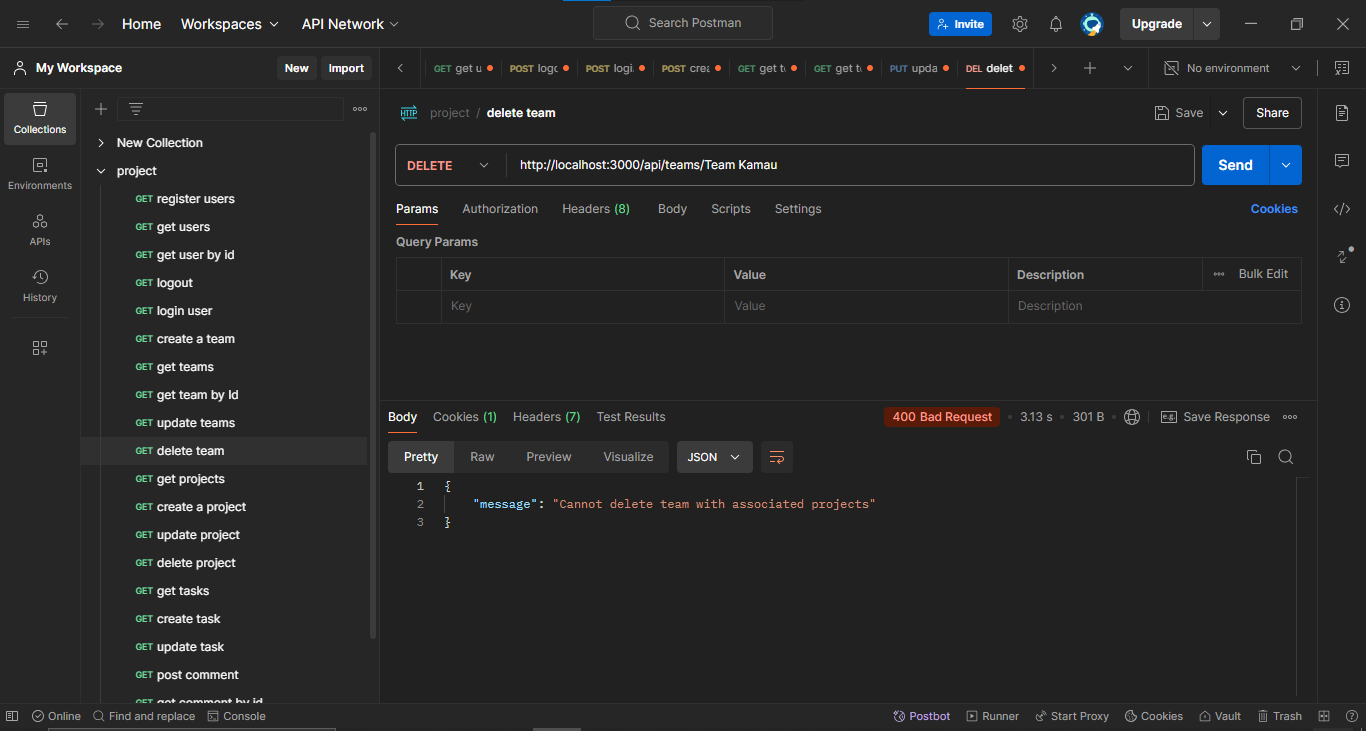 Home Workspaces API Network Search Postman Invite Upgrade
My Workspace New Import GET get u POST logo POST logi POST crea GET get t GET get t PUT upda DEL delet No environment
Collections
Environments
APIs
History
New Collection
project
GET register users
GET get users
GET get user by id
GET logout
GET login user
GET create a team
GET get teams
GET get team by Id
GET update teams
GET delete team
GET get projects
GET create a project
GET update project
GET delete project
GET get tasks
GET create task
GET update task
GET post comment
GET get comment by id
HTTP project / delete team Save Share
DELETE http://localhost:3000/api/teams/Team Kamau Send
Params Authorization Headers (8) Body Scripts Settings Cookies
Query Params
Key Value Description Bulk Edit
Key Value Description
Body Cookies (1) Headers (7) Test Results 400 Bad Request 3.13 s 301 B e.g. Save Response
Pretty Raw Preview Visualize JSON
1 {
2 "message": "Cannot delete team with associated projects"
3 }
Online Find and replace Console Postbot Runner Start Proxy Cookies Vault Trash